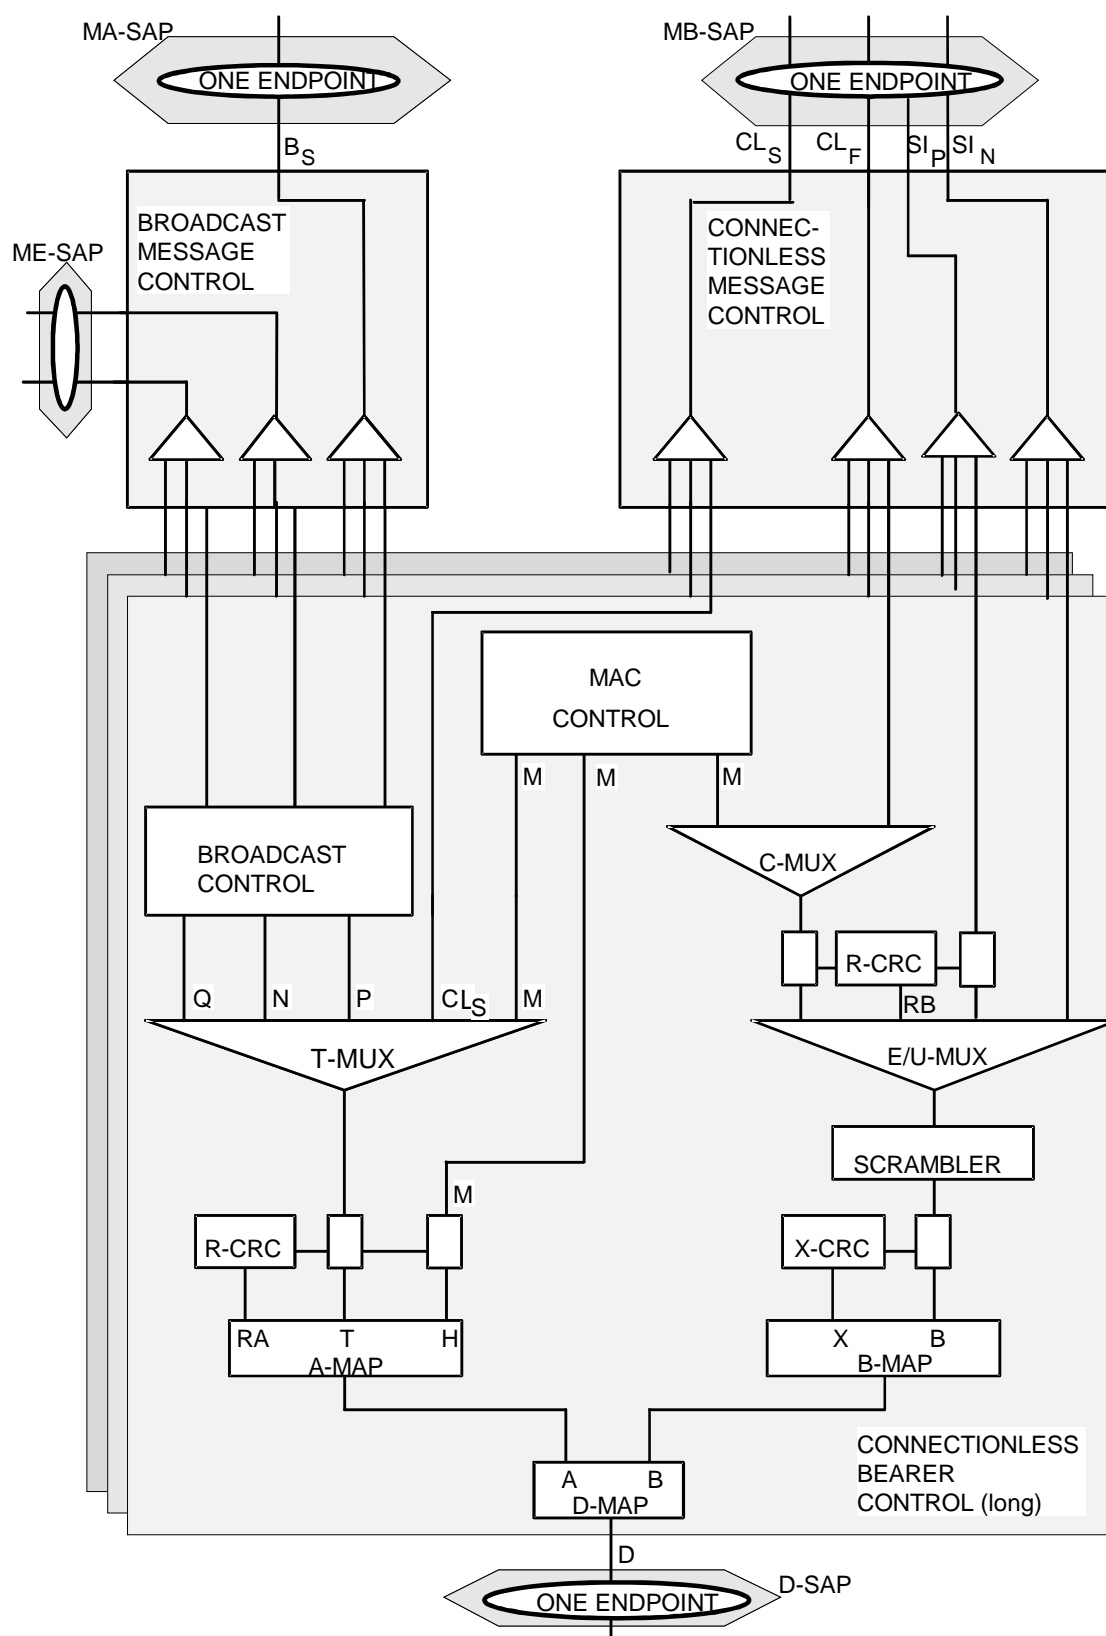 MA-SAP
MB-SAP
ONE ENDPOINT
ONE ENDPOINT
BS
CLS
CLF
SIP
SIN
BROADCAST
MESSAGE
CONTROL
CONNEC-
TIONLESS
MESSAGE
CONTROL
ME-SAP
MAC
CONTROL
M
M
M
BROADCAST
CONTROL
C-MUX
R-CRC
RB
Q
N
P
CLS
M
T-MUX
E/U-MUX
SCRAMBLER
M
R-CRC
X-CRC
RA
T
H
A-MAP
X
B
B-MAP
CONNECTIONLESS
BEARER
CONTROL (long)
A
B
D-MAP
D
D-SAP
ONE ENDPOINT